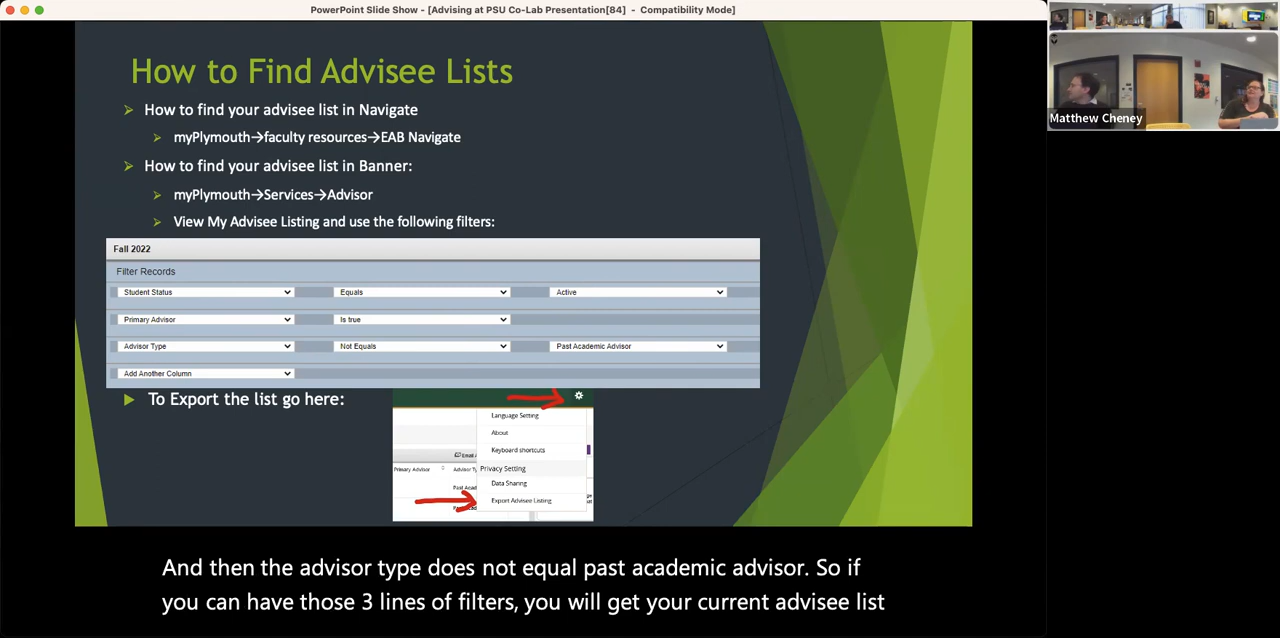 PowerPoint Slide Show - [Advising at PSU Co-Lab Presentation[84] - Compatibility Mode]
How to Find Advisee Lists
How to find your advisee list in Navigate
myPlymouth→faculty resources→EAB Navigate
How to find your advisee list in Banner:
myPlymouth→Services→Advisor
View My Advisee Listing and use the following filters:
Fall 2022
Filter Records
Student Status Equals Active
Primary Advisor Is true
Advisor Type Not Equals Past Academic Advisor
Add Another Column
To Export the list go here:
Language Setting
About
Keyboard shortcuts
Email
Primary Advisor
Privacy Setting
Data Sharing
Export Advisee Listing
Matthew Cheney
And then the advisor type does not equal past academic advisor. So if
you can have those 3 lines of filters, you will get your current advisee list